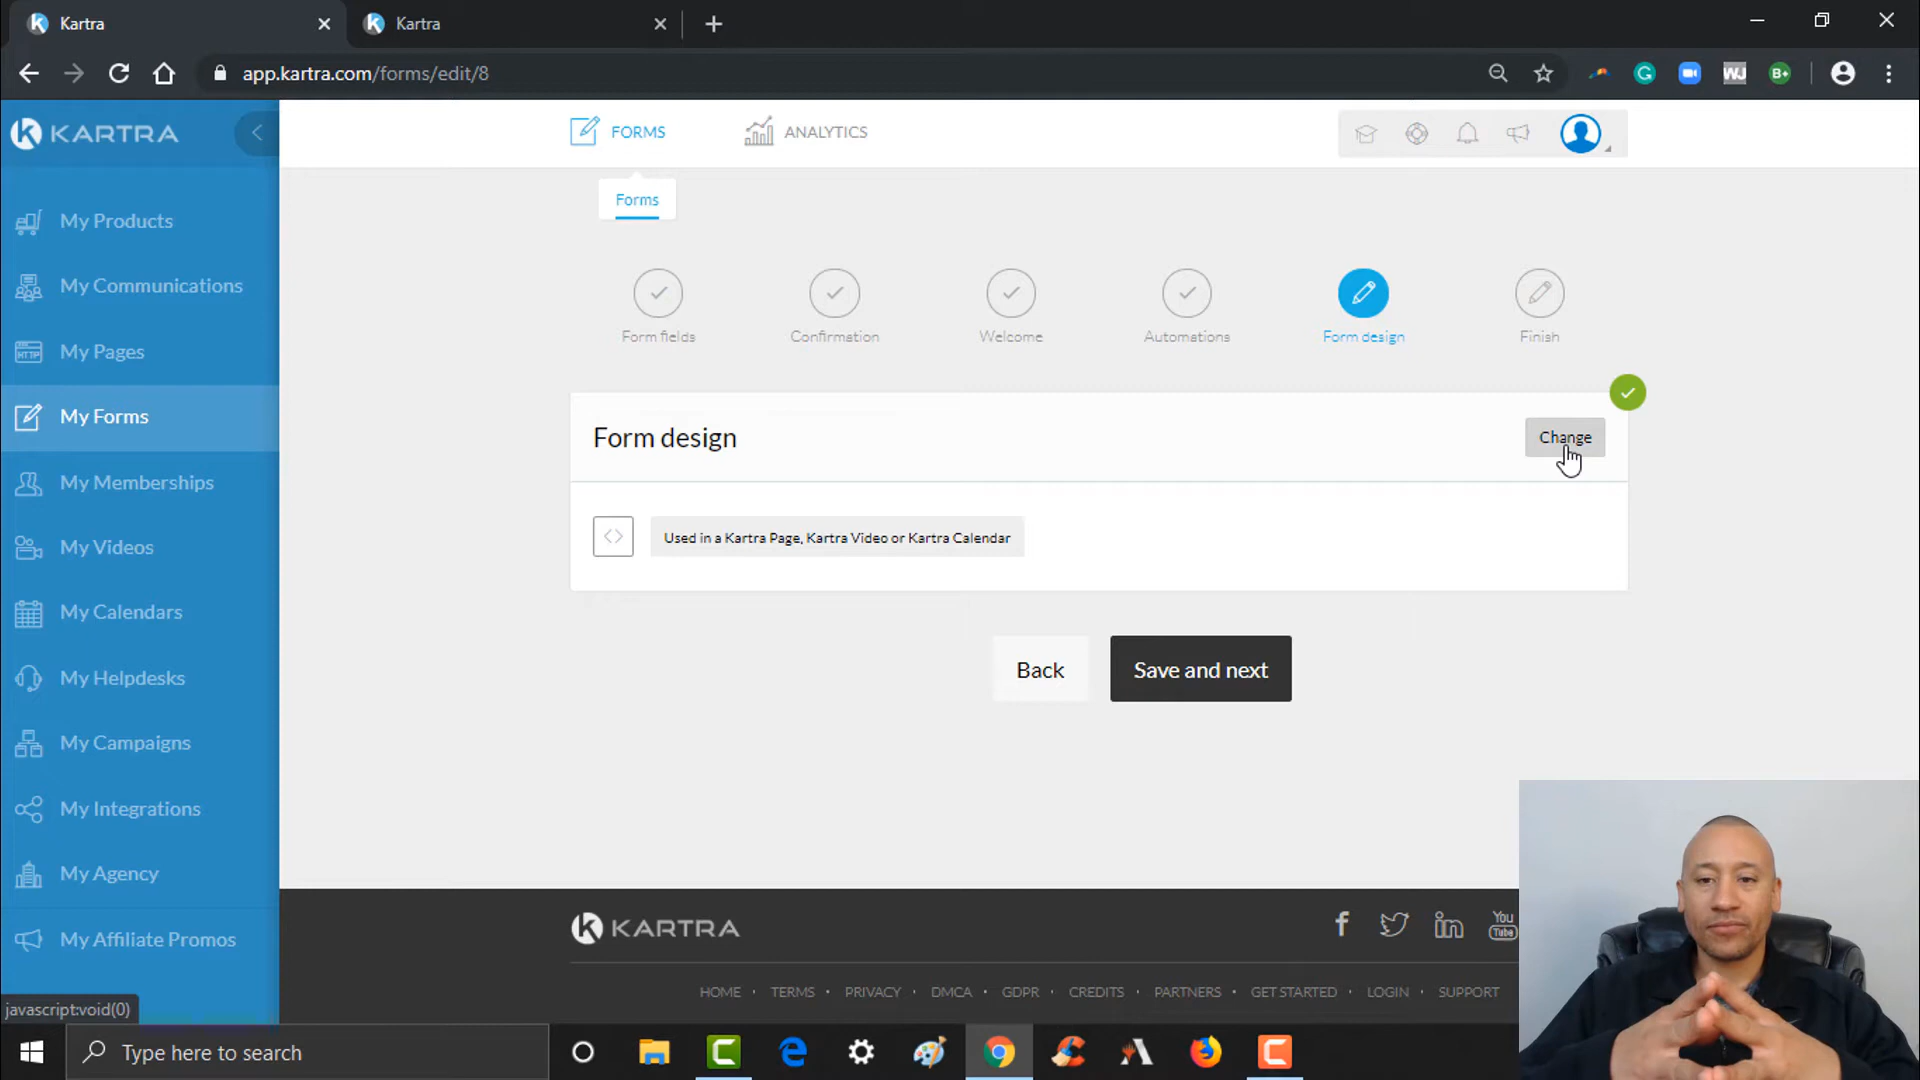 Kartra
Kartra
app.kartra.com/forms/edit/8
KARTRA
FORMS
ANALYTICS
Forms
My Products
My Communications
My Pages
My Forms
My Memberships
My Videos
My Calendars
My Helpdesks
My Campaigns
My Integrations
My Agency
My Affiliate Promos
Form fields
Confirmation
Welcome
Automations
Form design
Finish
Form design
Change
Used in a Kartra Page, Kartra Video or Kartra Calendar
Back
Save and next
KARTRA
You
Tube
HOME · TERMS · PRIVACY · DMCA · GDPR · CREDITS · PARTNERS · GET STARTED · LOGIN · SUPPORT
javascript:void(0)
Type here to search